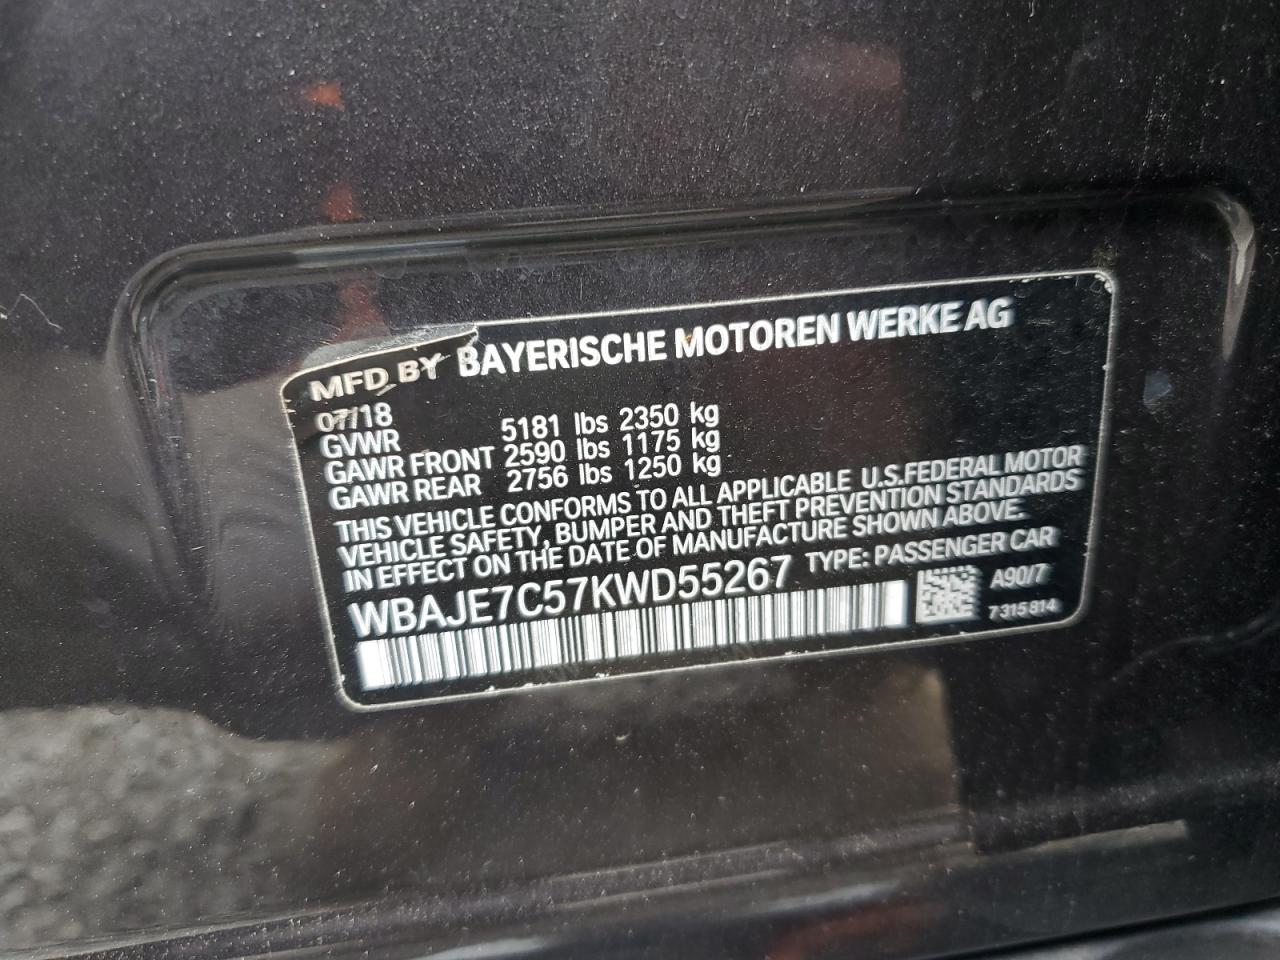 MFD BY BAYERISCHE MOTOREN WERKE AG
07/18
GVWR 5181 lbs 2350 kg
GAWR FRONT 2590 lbs 1175 kg
GAWR REAR 2756 lbs 1250 kg
THIS VEHICLE CONFORMS TO ALL APPLICABLE U.S.FEDERAL MOTOR
VEHICLE SAFETY, BUMPER AND THEFT PREVENTION STANDARDS
IN EFFECT ON THE DATE OF MANUFACTURE SHOWN ABOVE.
WBAJE7C57KWD55267 TYPE: PASSENGER CAR
A90/7
7 315 814